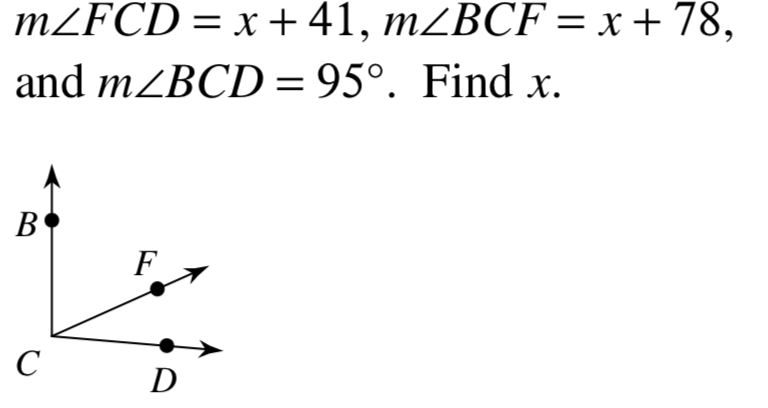 m∠FCD = x + 41, m∠BCF = x + 78,
and m∠BCD = 95°. Find x.
B
F
C
D